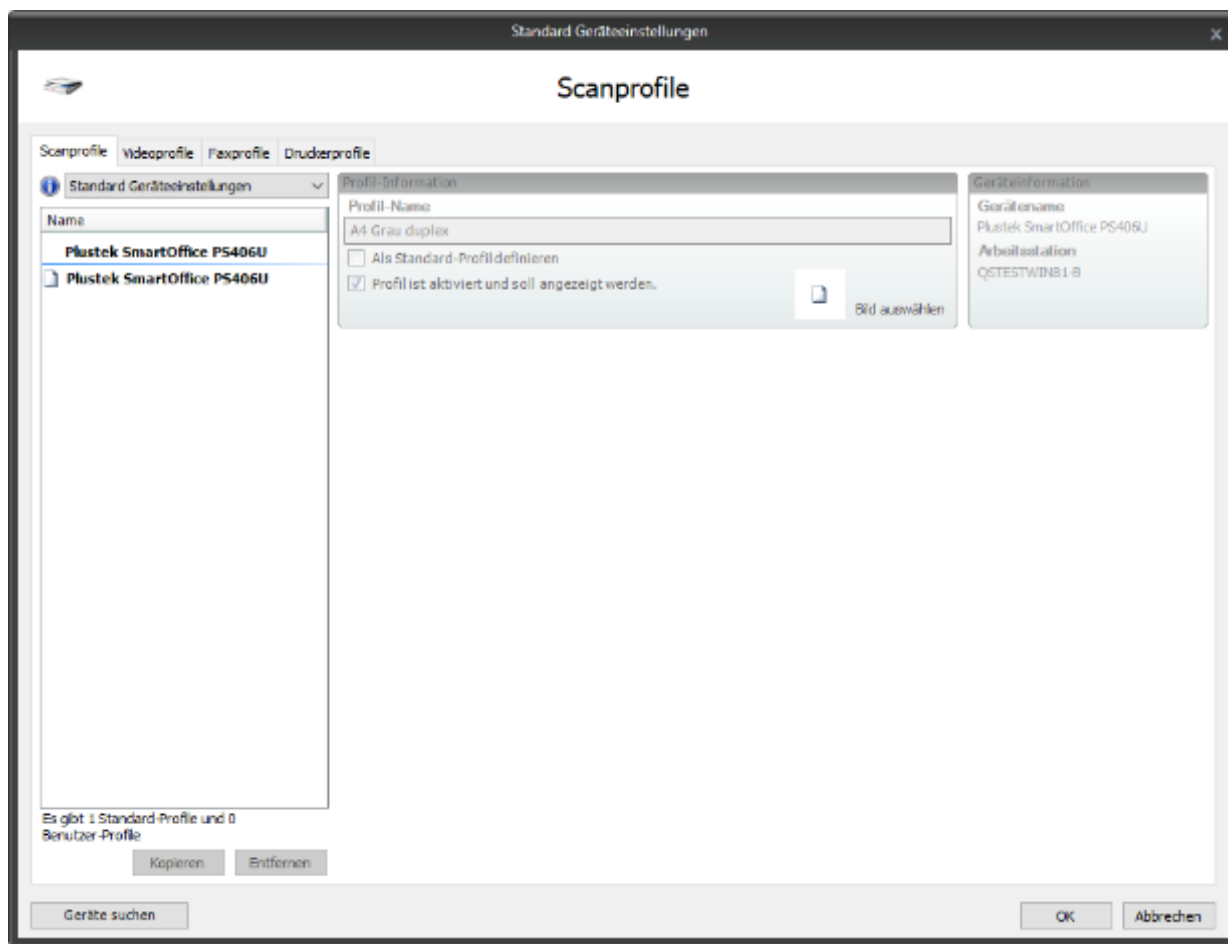 Standard Geräteeinstellungen
x
Scanprofile
Scanprofile Videoprofile Faxprofile Druckerprofile
Standard Geräteeinstellungen
Name
Plustek SmartOffice PS406U
Plustek SmartOffice PS406U
Es gibt 1 Standard-Profile und 0
Benutzer-Profile
Kopieren Entfernen
Profil-Information
Profil-Name
A4 Grau duplex
Als Standard-Profil definieren
Profil ist aktiviert und soll angezeigt werden.
Bild auswählen
Geräteinformation
Gerätename
Plustek SmartOffice PS406U
Arbeitsstation
QSTESTWIN81-B
Geräte suchen
OK Abbrechen